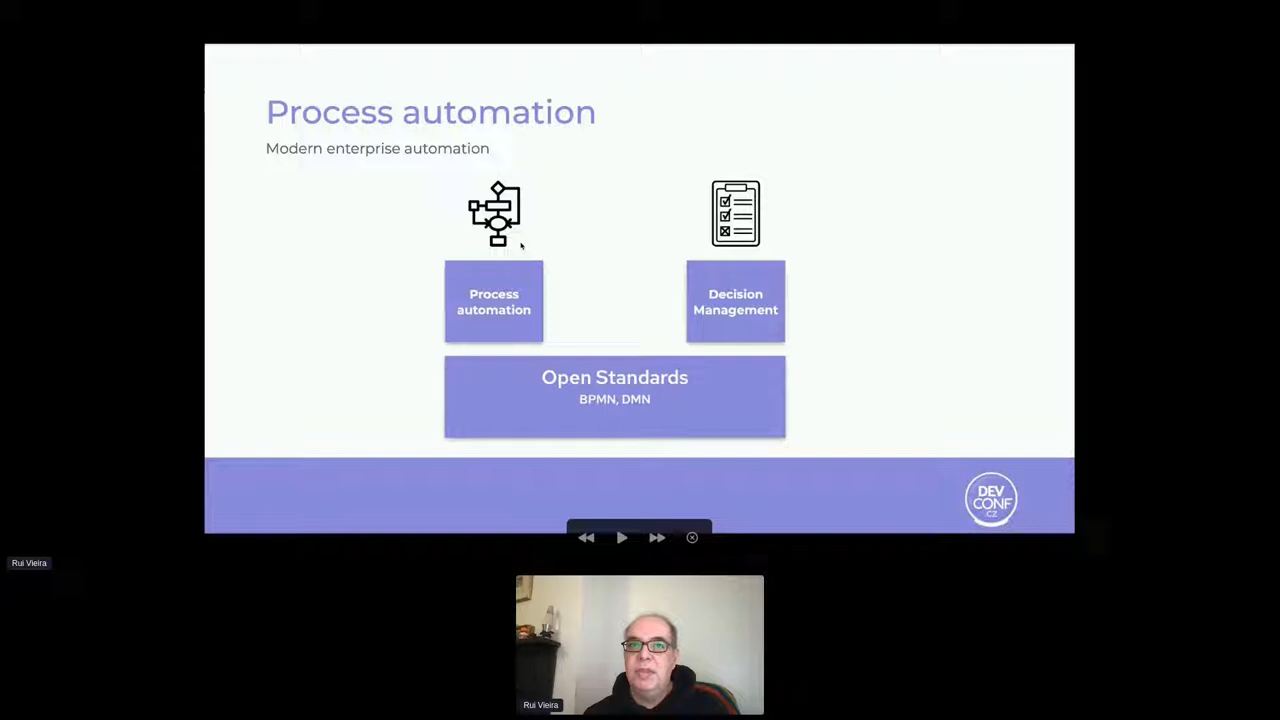 Process automation
Modern enterprise automation
Process
automation
Decision
Management
Open Standards
BPMN, DMN
DEV
CONF
CZ
Rui Vieira
Rui Vieira